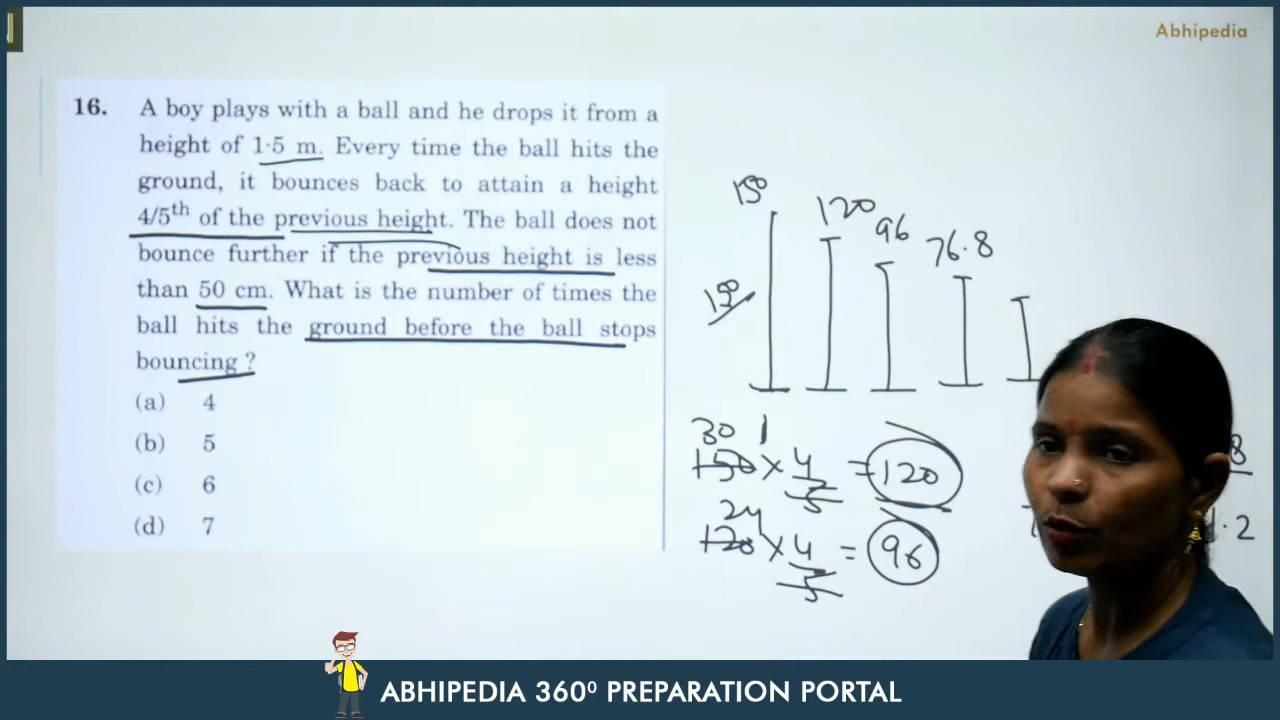 Abhipedia
16. A boy plays with a ball and he drops it from a
height of 1·5 m. Every time the ball hits the
ground, it bounces back to attain a height
4/5th of the previous height. The ball does not
bounce further if the previous height is less
than 50 cm. What is the number of times the
ball hits the ground before the ball stops
bouncing ?
(a) 4
(b) 5
(c) 6
(d) 7
150
120
96
76.8
150
30 1
150 × 4/5 = 120
24
120 × 4/5 = 96
8
.2
ABHIPEDIA 360⁰ PREPARATION PORTAL